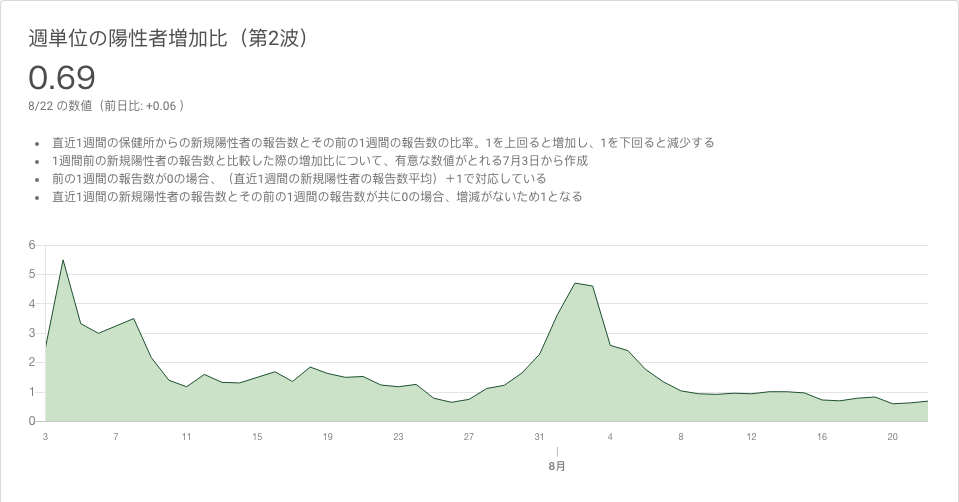 週単位の陽性者増加比（第2波）
0.69
8/22 の数値（前日比: +0.06 ）
• 直近1週間の保健所からの新規陽性者の報告数とその前の1週間の報告数の比率。1を上回ると増加し、1を下回ると減少する
• 1週間前の新規陽性者の報告数と比較した際の増加比について、有意な数値がとれる7月3日から作成
• 前の1週間の報告数が0の場合、（直近1週間の新規陽性者の報告数平均）＋1で対応している
• 直近1週間の新規陽性者の報告数とその前の1週間の報告数が共に0の場合、増減がないため1となる
6
5
4
3
2
1
0
3 7 11 15 19 23 27 31 4 8 12 16 20
8月